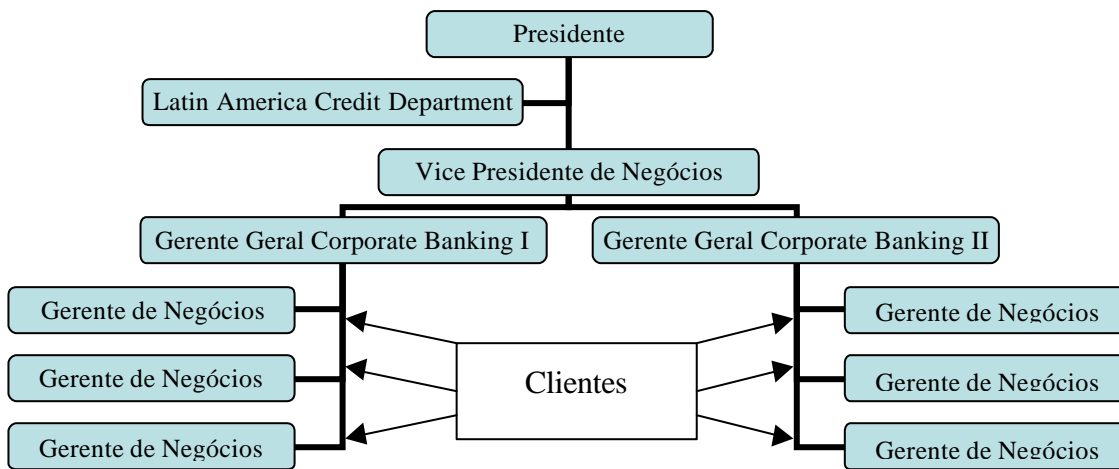 Presidente
Latin America Credit Department
Vice Presidente de Negócios
Gerente Geral Corporate Banking I
Gerente Geral Corporate Banking II
Gerente de Negócios
Gerente de Negócios
Gerente de Negócios
Clientes
Gerente de Negócios
Gerente de Negócios
Gerente de Negócios